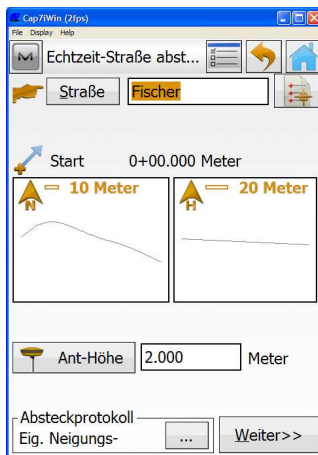 Cap7iWin (2fps)
File Display Help
M Echtzeit-Straße abst...
Straße Fischer
Start 0+00.000 Meter
10 Meter 20 Meter
N H
Ant-Höhe 2.000 Meter
Absteckprotokoll
Eig. Neigungs- ... Weiter>>